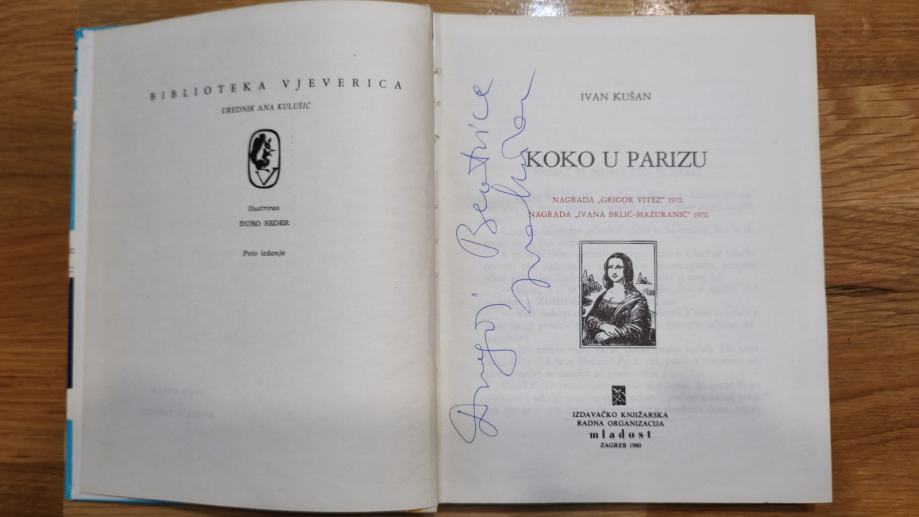 BIBLIOTEKA VJEVERICA
UREDNIK ANA KULUŠIĆ
Ilustrirao
ĐURO SEDER
Peto izdanje
IVAN KUŠAN
KOKO U PARIZU
NAGRADA „GRIGOR VITEZ” 1972.
NAGRADA „IVANA BRLIĆ-MAŽURANIĆ” 1972.
IZDAVAČKO KNJIŽARSKA
RADNA ORGANIZACIJA
mladost
ZAGREB 1980
Dragoj Beatrice